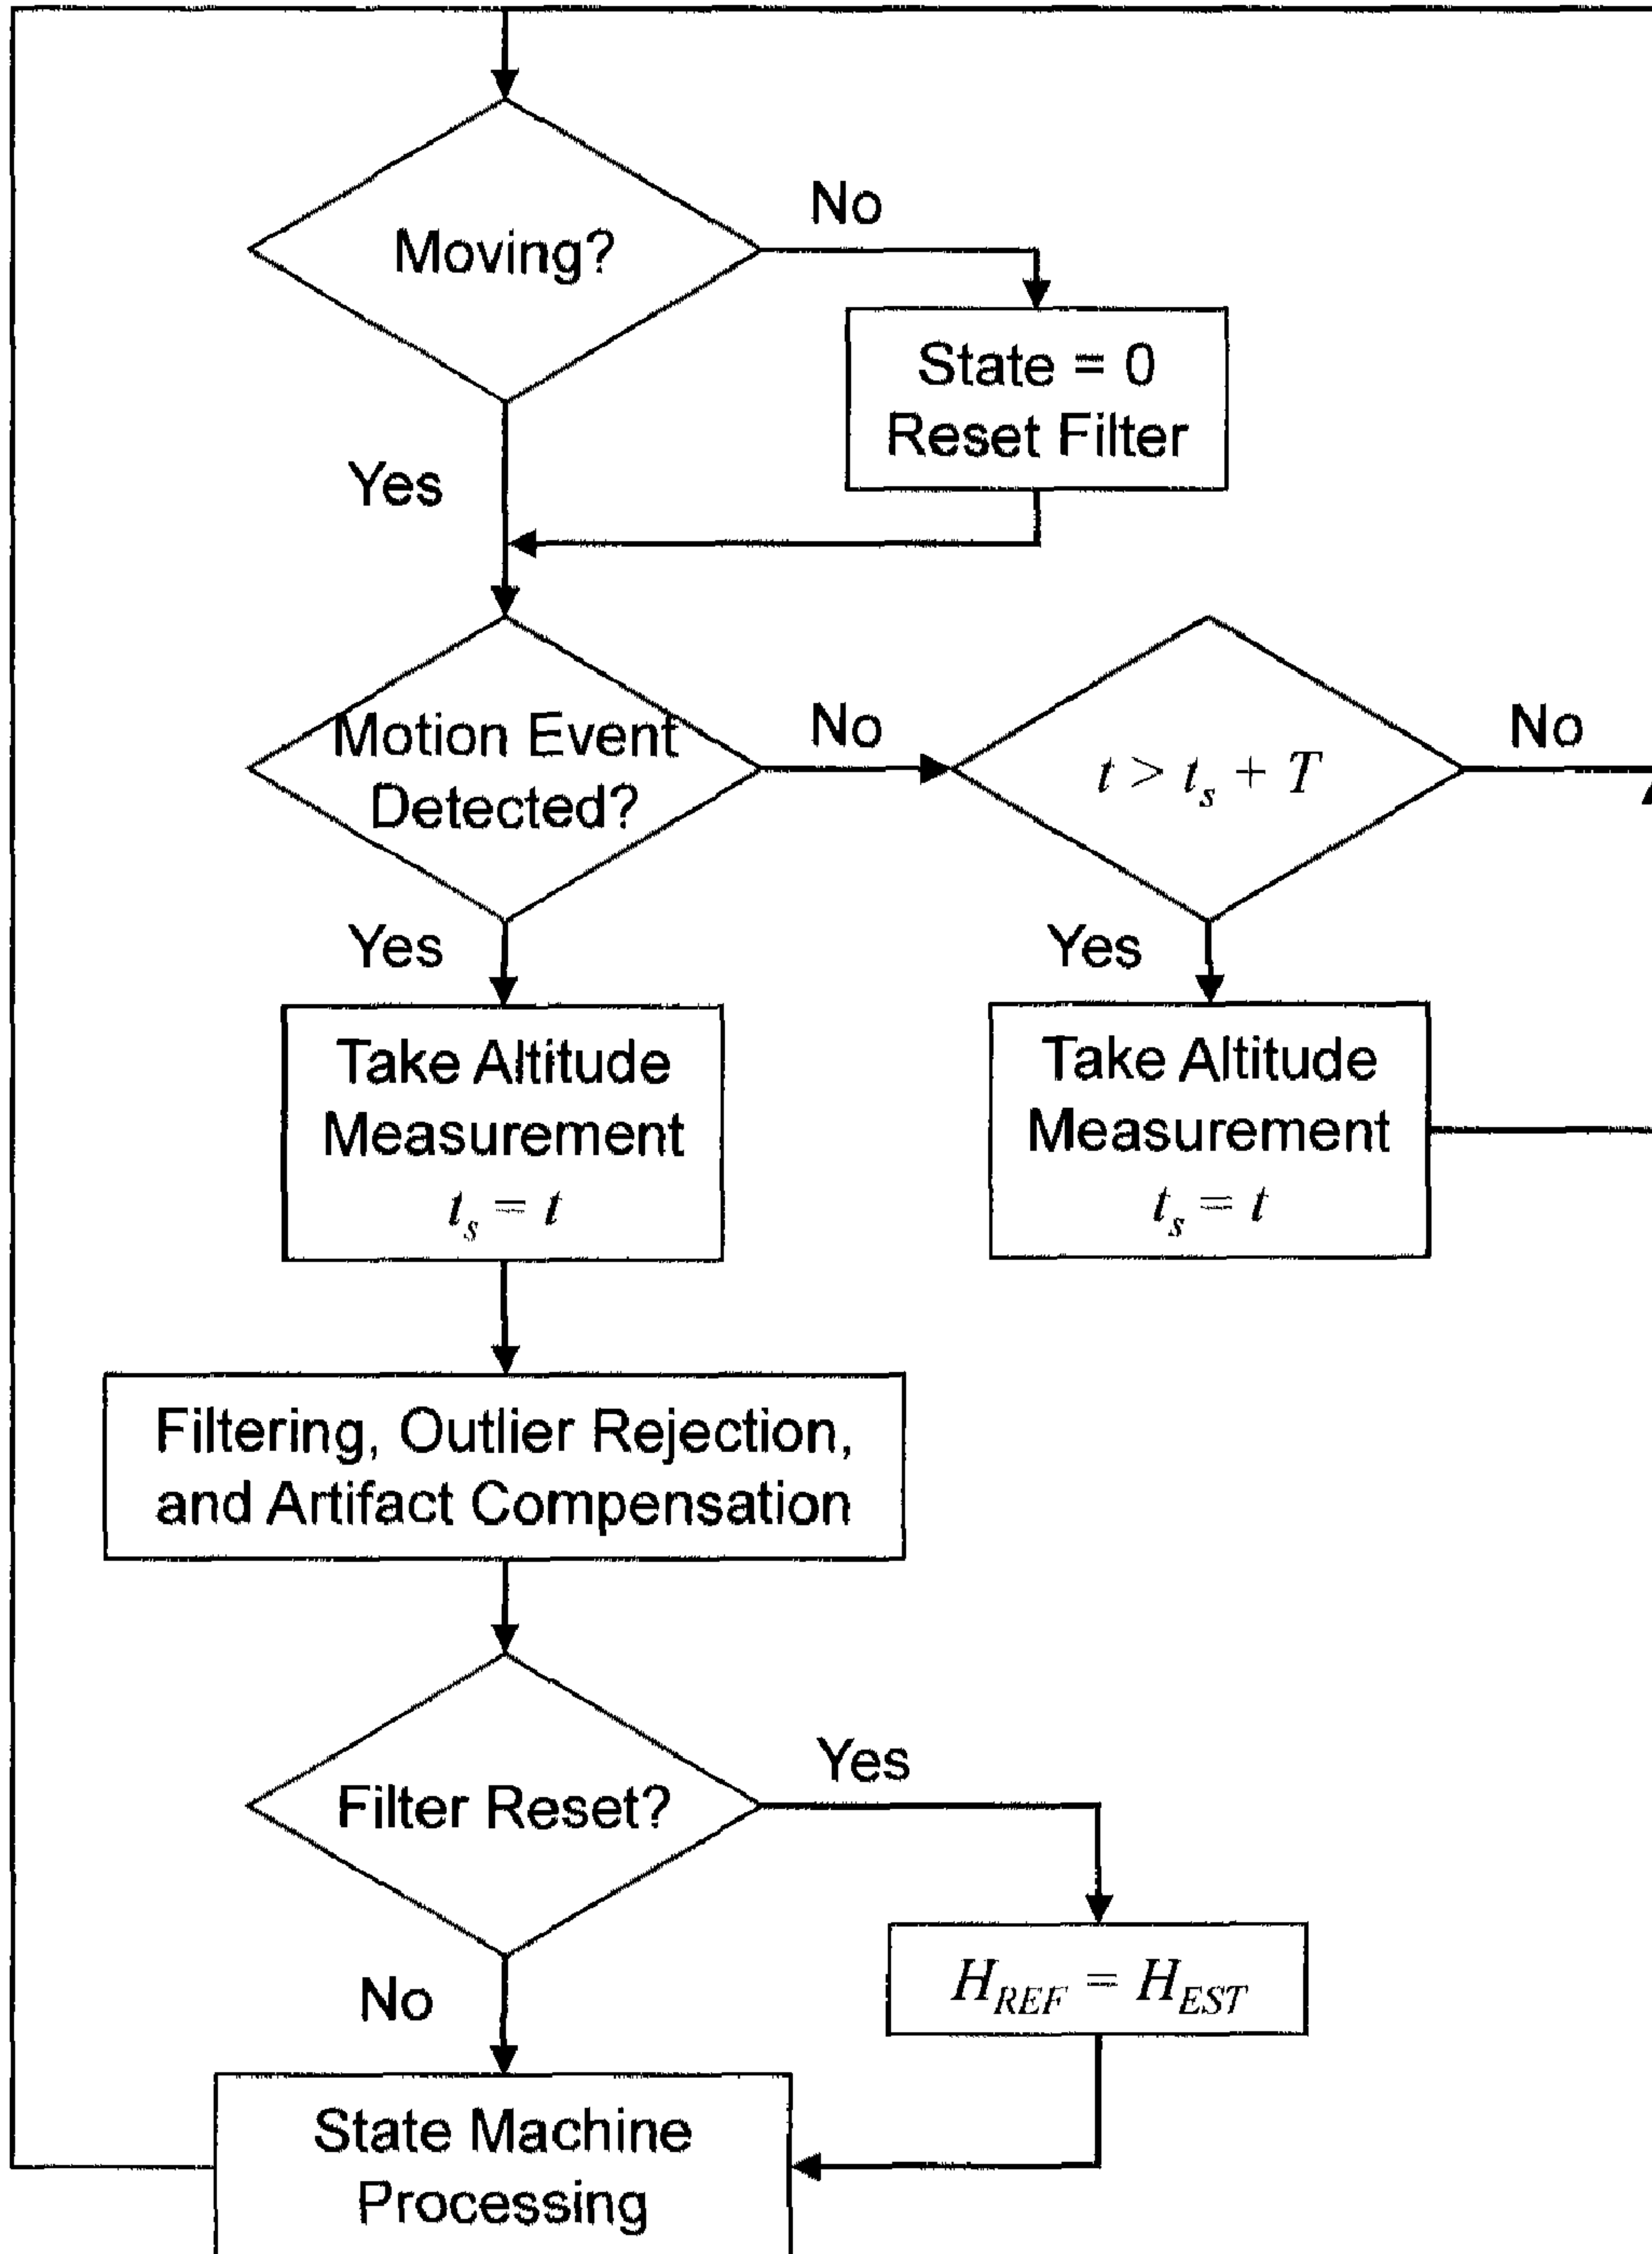 Moving?
No
State = 0
Reset Filter
Yes
Motion Event
Detected?
No
t > t_s + T
No
Yes
Take Altitude
Measurement
t_s = t
Yes
Take Altitude
Measurement
t_s = t
Filtering, Outlier Rejection,
and Artifact Compensation
Filter Reset?
Yes
H_REF = H_EST
No
State Machine
Processing